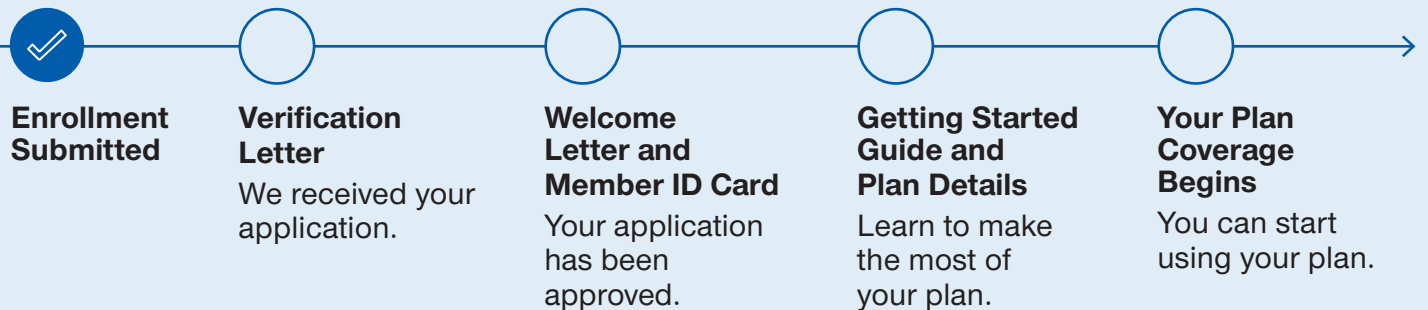 Enrollment
Submitted
Verification
Letter
We received your
application.
Welcome
Letter and
Member ID Card
Your application
has been
approved.
Getting Started
Guide and
Plan Details
Learn to make
the most of
your plan.
Your Plan
Coverage
Begins
You can start
using your plan.